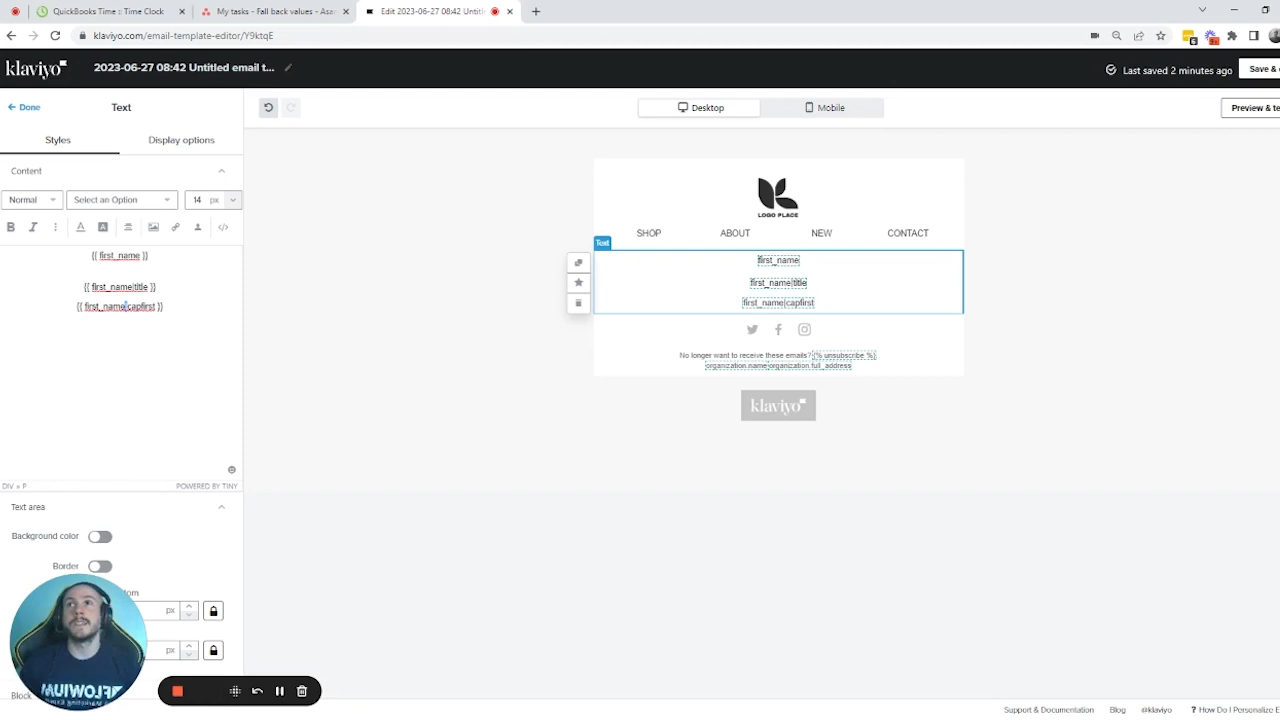 QuickBooks Time :: Time Clock
My tasks - Fall back values - Asa
Edit 2023-06-27 08:42 Untitl
klaviyo.com/email-template-editor/Y9ktqE
klaviyo
2023-06-27 08:42 Untitled email t...
Last saved 2 minutes ago
Save &
Done
Text
Desktop
Mobile
Preview & te
Styles
Display options
Content
Normal
Select an Option
14 px
B I
{{ first_name }}
{{ first_name|title }}
{{ first_name|capfirst }}
LOGO PLACE
SHOP ABOUT NEW CONTACT
Text
first_name
first_name|title
first_name|capfirst
No longer want to receive these emails? {% unsubscribe %}.
organization.name organization.full_address
klaviyo
DIV » P
POWERED BY TINY
Text area
Background color
Border
tom
px
px
Block
FLOWIUM
Support & Documentation Blog @klaviyo ? How Do I Personalize E